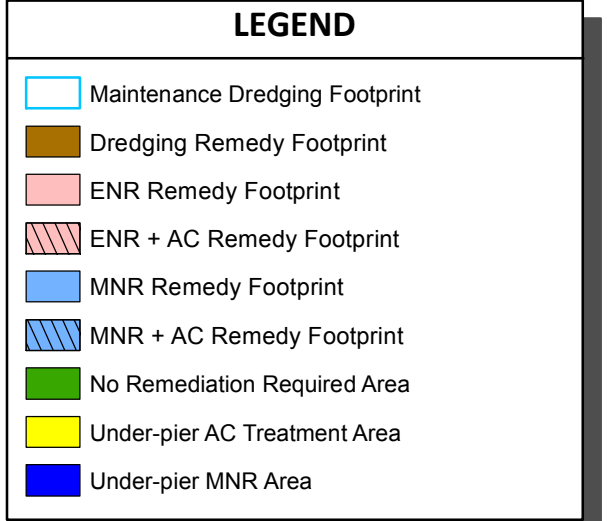 LEGEND
Maintenance Dredging Footprint
Dredging Remedy Footprint
ENR Remedy Footprint
ENR + AC Remedy Footprint
MNR Remedy Footprint
MNR + AC Remedy Footprint
No Remediation Required Area
Under-pier AC Treatment Area
Under-pier MNR Area